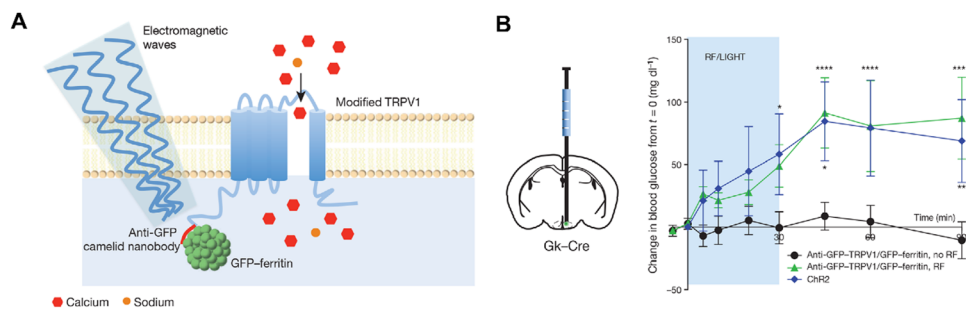 A
Electromagnetic
waves
Modified TRPV1
Anti-GFP
camelid nanobody
GFP–ferritin
Calcium
Sodium
B
Gk–Cre
Change in blood glucose from t = 0 (mg dl⁻¹)
150
100
50
−50
RF/LIGHT
*
****
****
***
*
**
Time (min)
30
60
90
Anti-GFP–TRPV1/GFP–ferritin, no RF
Anti-GFP–TRPV1/GFP–ferritin, RF
ChR2